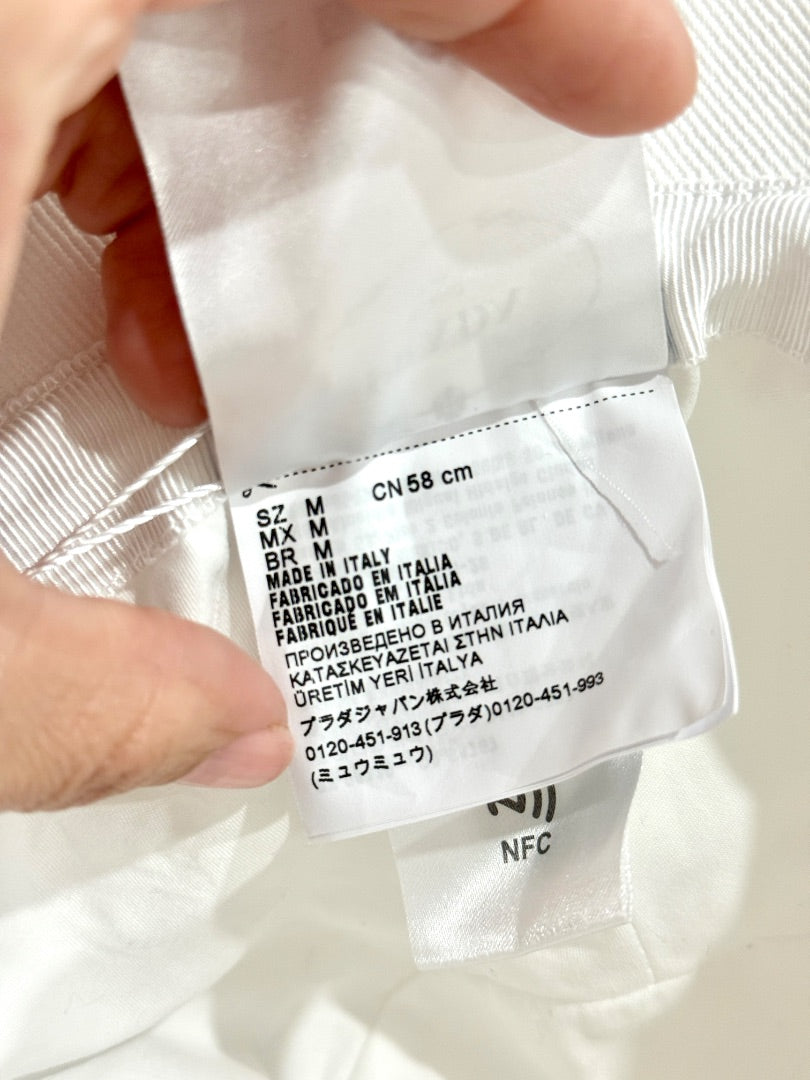 SZ M CN 58 cm
MX M
BR M
MADE IN ITALY
FABRICADO EN ITALIA
FABRICADO EM ITALIA
FABRIQUÉ EN ITALIE
ПРОИЗВЕДЕНО В ИТАЛИЯ
ΚΑΤΑΣΚΕΥΑΖΕΤΑΙ ΣΤΗΝ ΙΤΑΛΙΑ
ÜRETİM YERİ İTALYA
プラダジャパン株式会社
0120-451-913(プラダ)0120-451-993
(ミュウミュウ)
NFC